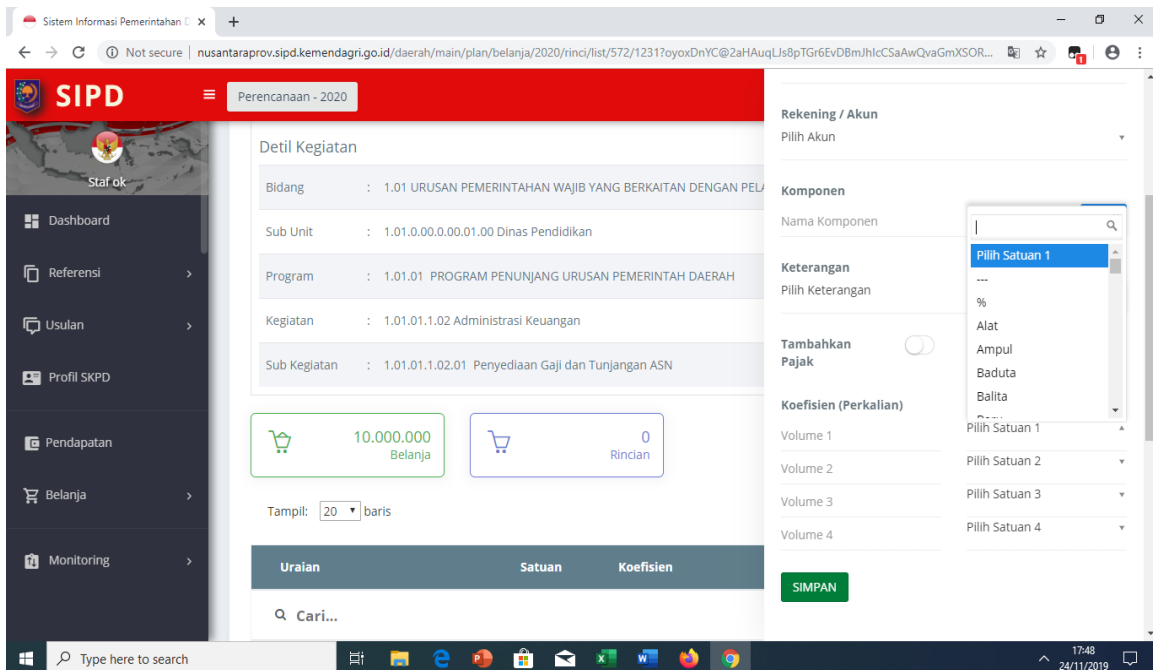 Sistem Informasi Pemerintahan D
Not secure | nusantaraprov.sipd.kemendagri.go.id/daerah/main/plan/belanja/2020/rinci/list/572/1231?oyoxDnYC@2aHAuqLJs8pTGr6EvDBmJhIcCSaAwQvaGmXSOR...
SIPD
Perencanaan - 2020
Staf ok
Dashboard
Referensi
Usulan
Profil SKPD
Pendapatan
Belanja
Monitoring
Detil Kegiatan
Bidang : 1.01 URUSAN PEMERINTAHAN WAJIB YANG BERKAITAN DENGAN PELA
Sub Unit : 1.01.0.00.0.00.01.00 Dinas Pendidikan
Program : 1.01.01 PROGRAM PENUNJANG URUSAN PEMERINTAH DAERAH
Kegiatan : 1.01.01.1.02 Administrasi Keuangan
Sub Kegiatan : 1.01.01.1.02.01 Penyediaan Gaji dan Tunjangan ASN
10.000.000
Belanja
0
Rincian
Tampil: 20 baris
Uraian Satuan Koefisien
Cari...
Rekening / Akun
Pilih Akun
Komponen
Nama Komponen
Keterangan
Pilih Keterangan
Tambahkan
Pajak
Koefisien (Perkalian)
Pilih Satuan 1
---
%
Alat
Ampul
Baduta
Balita
Volume 1 Pilih Satuan 1
Volume 2 Pilih Satuan 2
Volume 3 Pilih Satuan 3
Volume 4 Pilih Satuan 4
SIMPAN
Type here to search
17:48
24/11/2019